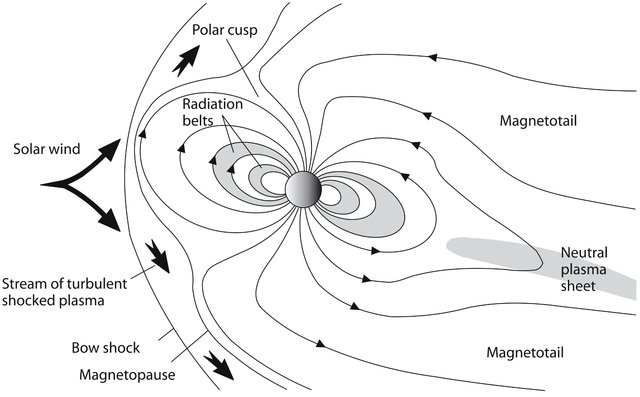 Polar cusp
Radiation
belts
Magnetotail
Solar wind
Neutral
plasma
sheet
Stream of turbulent
shocked plasma
Bow shock
Magnetopause
Magnetotail